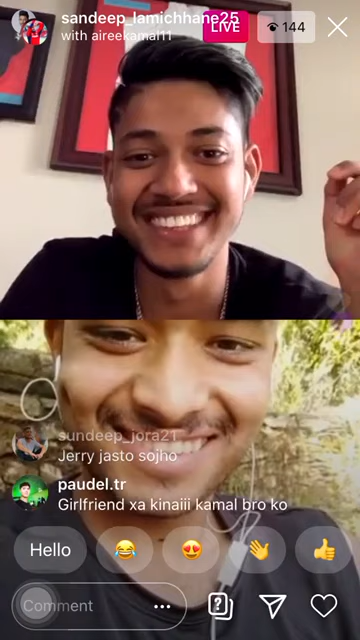 sandeep_lamichhane25
LIVE
144
with aireekamal11
sundeep_jora21
Jerry jasto sojho
paudel.tr
Girlfriend xa kinaiii kamal bro ko
Hello
Comment